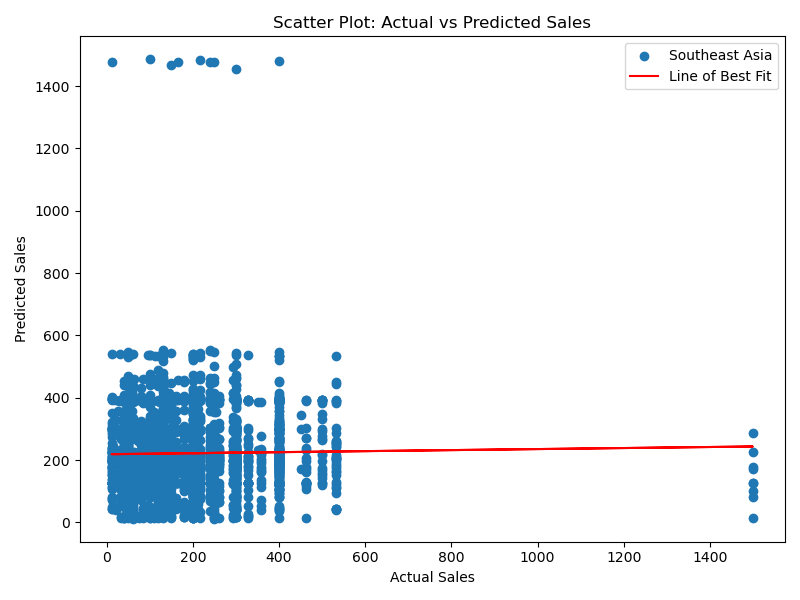 Scatter Plot: Actual vs Predicted Sales
Southeast Asia
Line of Best Fit
1400
1200
1000
800
600
400
200
0
Predicted Sales
0 200 400 600 800 1000 1200 1400
Actual Sales